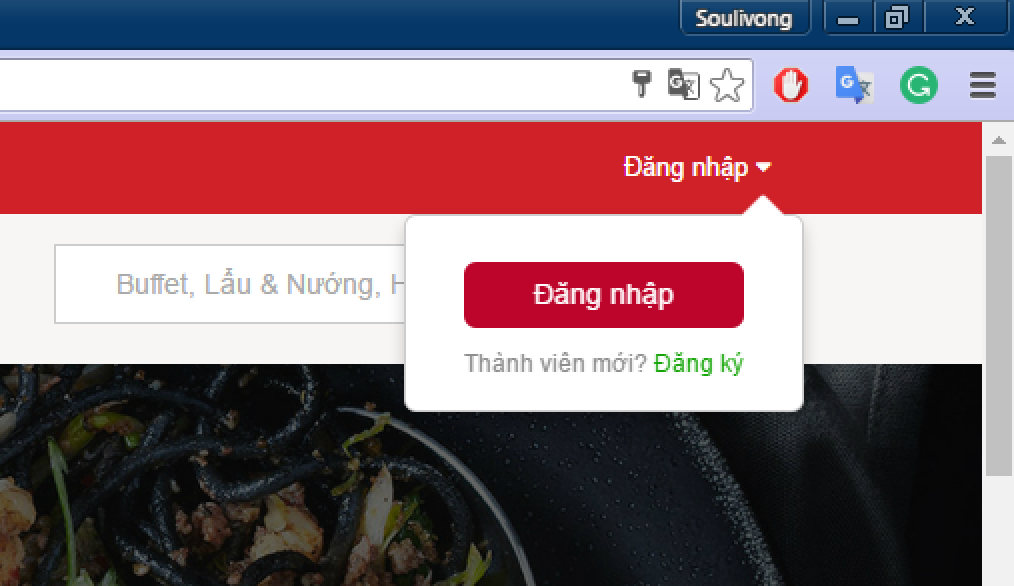 Soulivong
Đăng nhập
Buffet, Lẩu & Nướng, H
Đăng nhập
Thành viên mới? Đăng ký